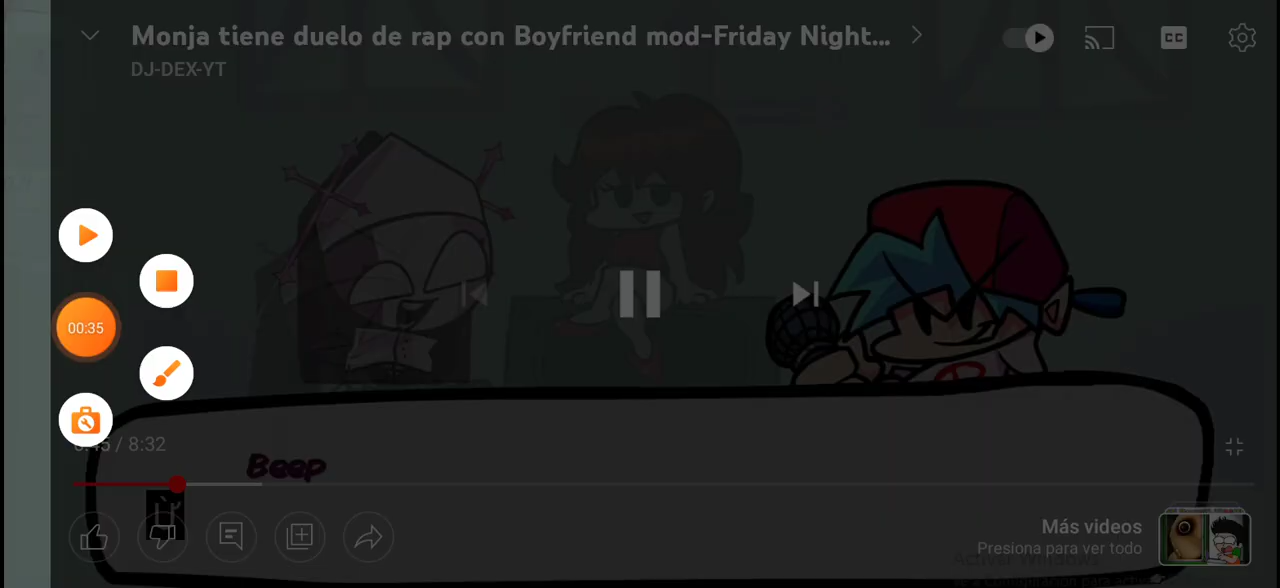 Monja tiene duelo de rap con Boyfriend mod-Friday Night...
DJ-DEX-YT
CC
00:35
/ 8:32
Beep
Más videos
Presiona para ver todo